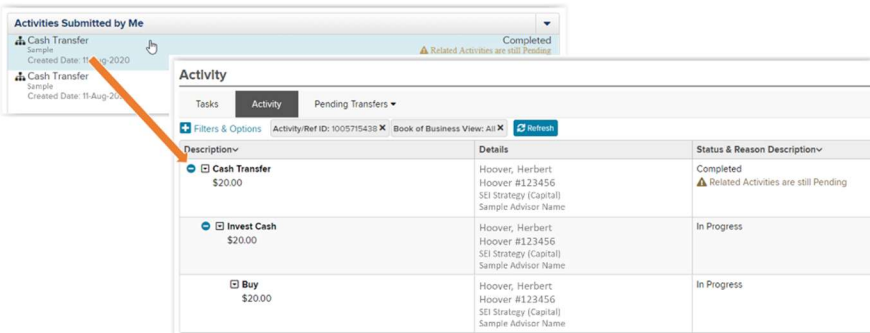 Activities Submitted by Me
Cash Transfer
Completed
Sample
Related Activities are still Pending
Created Date: 11-Aug-2020
Cash Transfer
Sample
Created Date: 11-Aug-20
Activity
Tasks Activity Pending Transfers
Filters & Options Activity/Ref ID: 1005715438 X Book of Business View: All X Refresh
Description Details Status & Reason Description
Cash Transfer Hoover, Herbert Completed
$20.00 Hoover #123456 Related Activities are still Pending
SEI Strategy (Capital)
Sample Advisor Name
Invest Cash Hoover, Herbert In Progress
$20.00 Hoover #123456
SEI Strategy (Capital)
Sample Advisor Name
Buy Hoover, Herbert In Progress
$20.00 Hoover #123456
SEI Strategy (Capital)
Sample Advisor Name